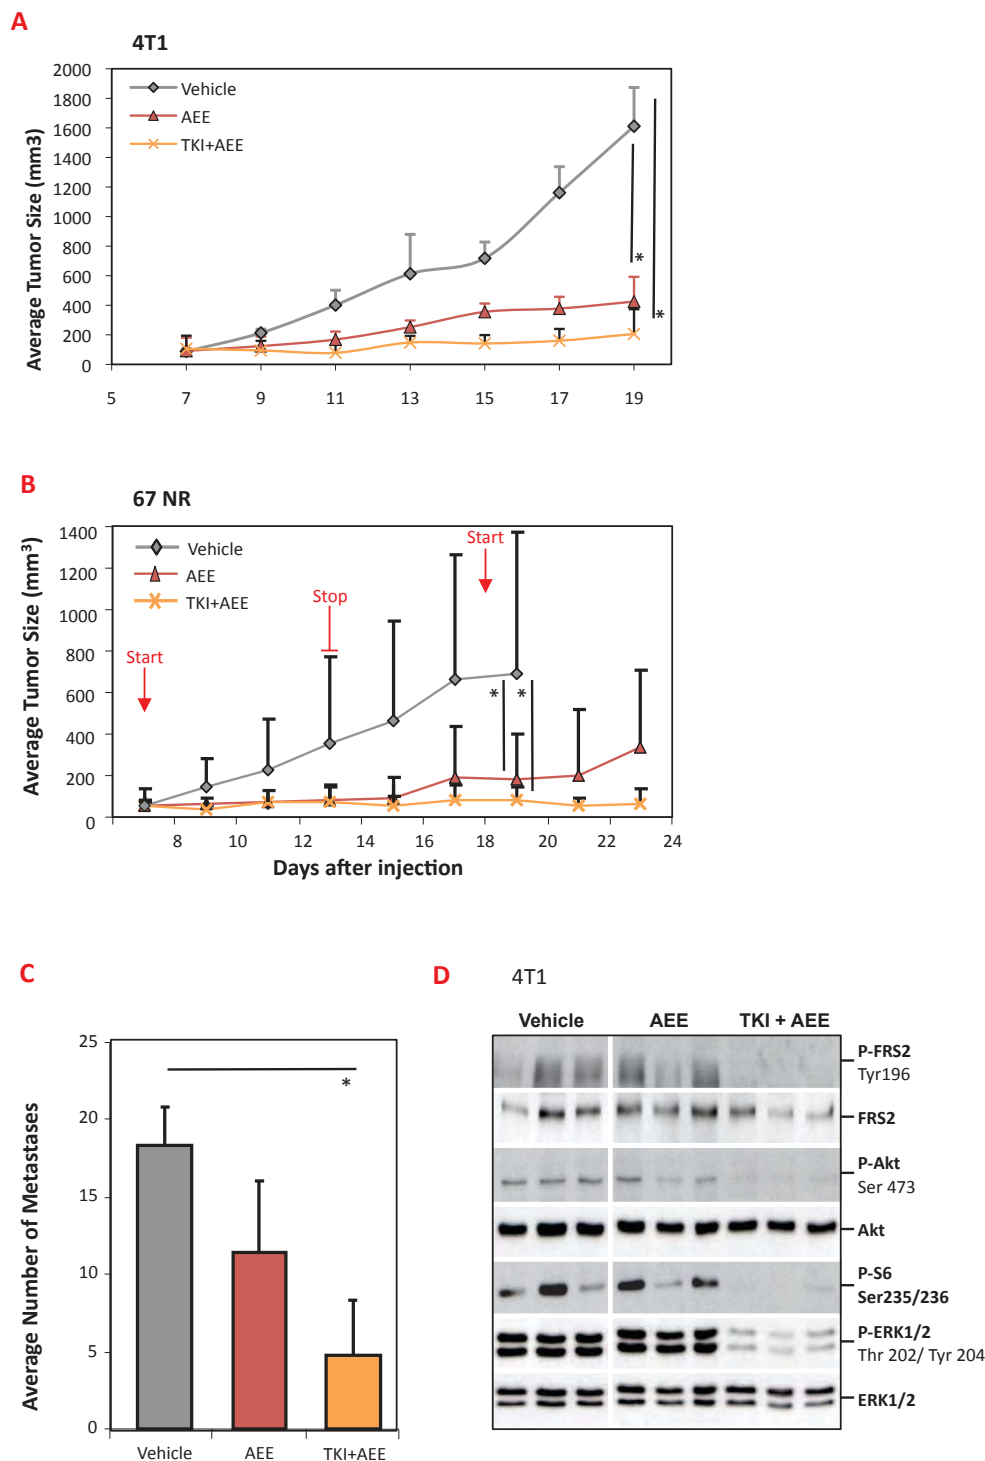 A
4T1
Average Tumor Size (mm3)
2000
1800
1600
1400
1200
1000
800
600
400
200
0
Vehicle
AEE
TKI+AEE
*
*
5 7 9 11 13 15 17 19
B
67 NR
Average Tumor Size (mm³)
1400
1200
1000
800
600
400
200
0
Vehicle
AEE
TKI+AEE
Start
Stop
Start
* *
8 10 12 14 16 18 20 22 24
Days after injection
C
Average Number of Metastases
25
20
15
10
5
0
*
Vehicle AEE TKI+AEE
D
4T1
Vehicle AEE TKI + AEE
P-FRS2
Tyr196
FRS2
P-Akt
Ser 473
Akt
P-S6
Ser235/236
P-ERK1/2
Thr 202/ Tyr 204
ERK1/2